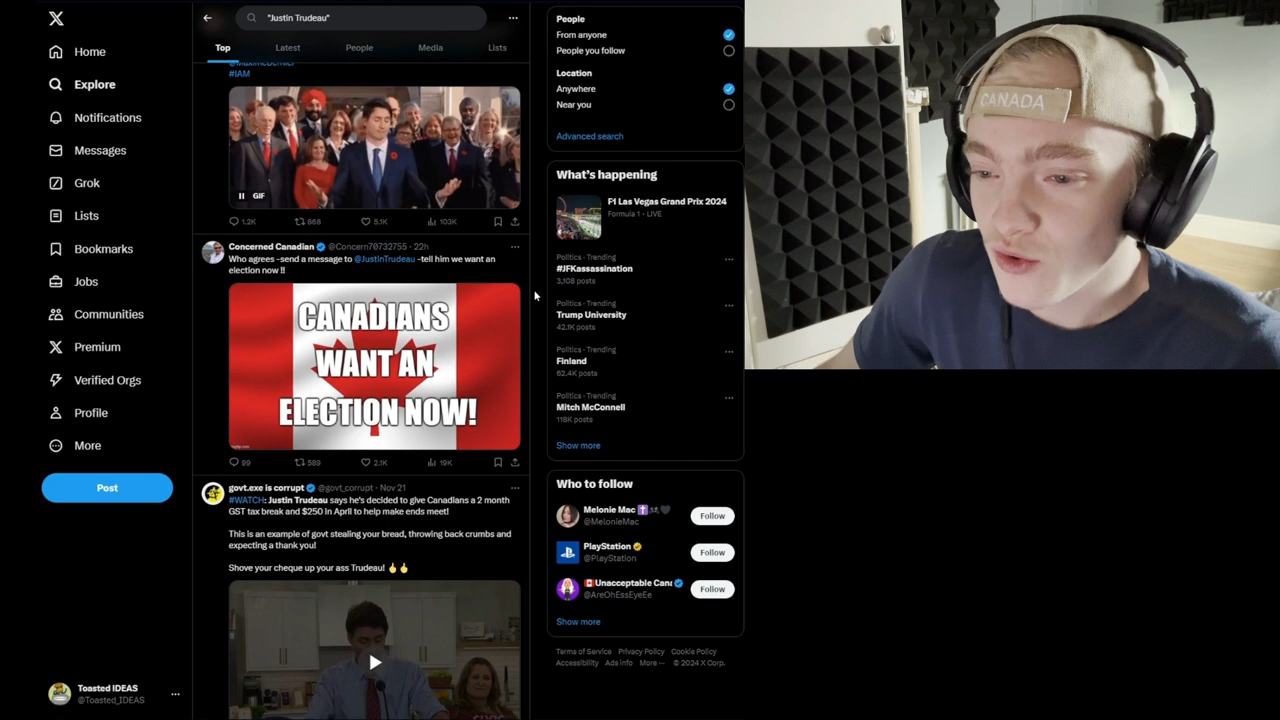 "Justin Trudeau"
Top
Latest
People
Media
Lists
Home
Explore
Notifications
Messages
Grok
Lists
Bookmarks
Jobs
Communities
Premium
Verified Orgs
Profile
More
Post
Toasted IDEAS
@Toasted_IDEAS
#IAM
GIF
1.2K
868
5.1K
103K
Concerned Canadian @Concern70732755 · 22h
Who agrees -send a message to @JustinTrudeau -tell him we want an
election now !!
CANADIANS
WANT AN
ELECTION NOW!
99
589
2.1K
19K
govt.exe is corrupt @govt_corrupt · Nov 21
#WATCH: Justin Trudeau says he's decided to give Canadians a 2 month
GST tax break and $250 in April to help make ends meet!
This is an example of govt stealing your bread, throwing back crumbs and
expecting a thank you!
Shove your cheque up your ass Trudeau!
People
From anyone
People you follow
Location
Anywhere
Near you
Advanced search
What's happening
F1 Las Vegas Grand Prix 2024
Formula 1 · LIVE
Politics · Trending
#JFKassassination
3,108 posts
Politics · Trending
Trump University
42.1K posts
Politics · Trending
Finland
62.4K posts
Politics · Trending
Mitch McConnell
118K posts
Show more
Who to follow
Melonie Mac
@MelonieMac
Follow
PlayStation
@PlayStation
Follow
Unacceptable Cana
@AreOhEssEyeEe
Follow
Show more
Terms of Service Privacy Policy Cookie Policy
Accessibility Ads info More ··· © 2024 X Corp.
CANADA